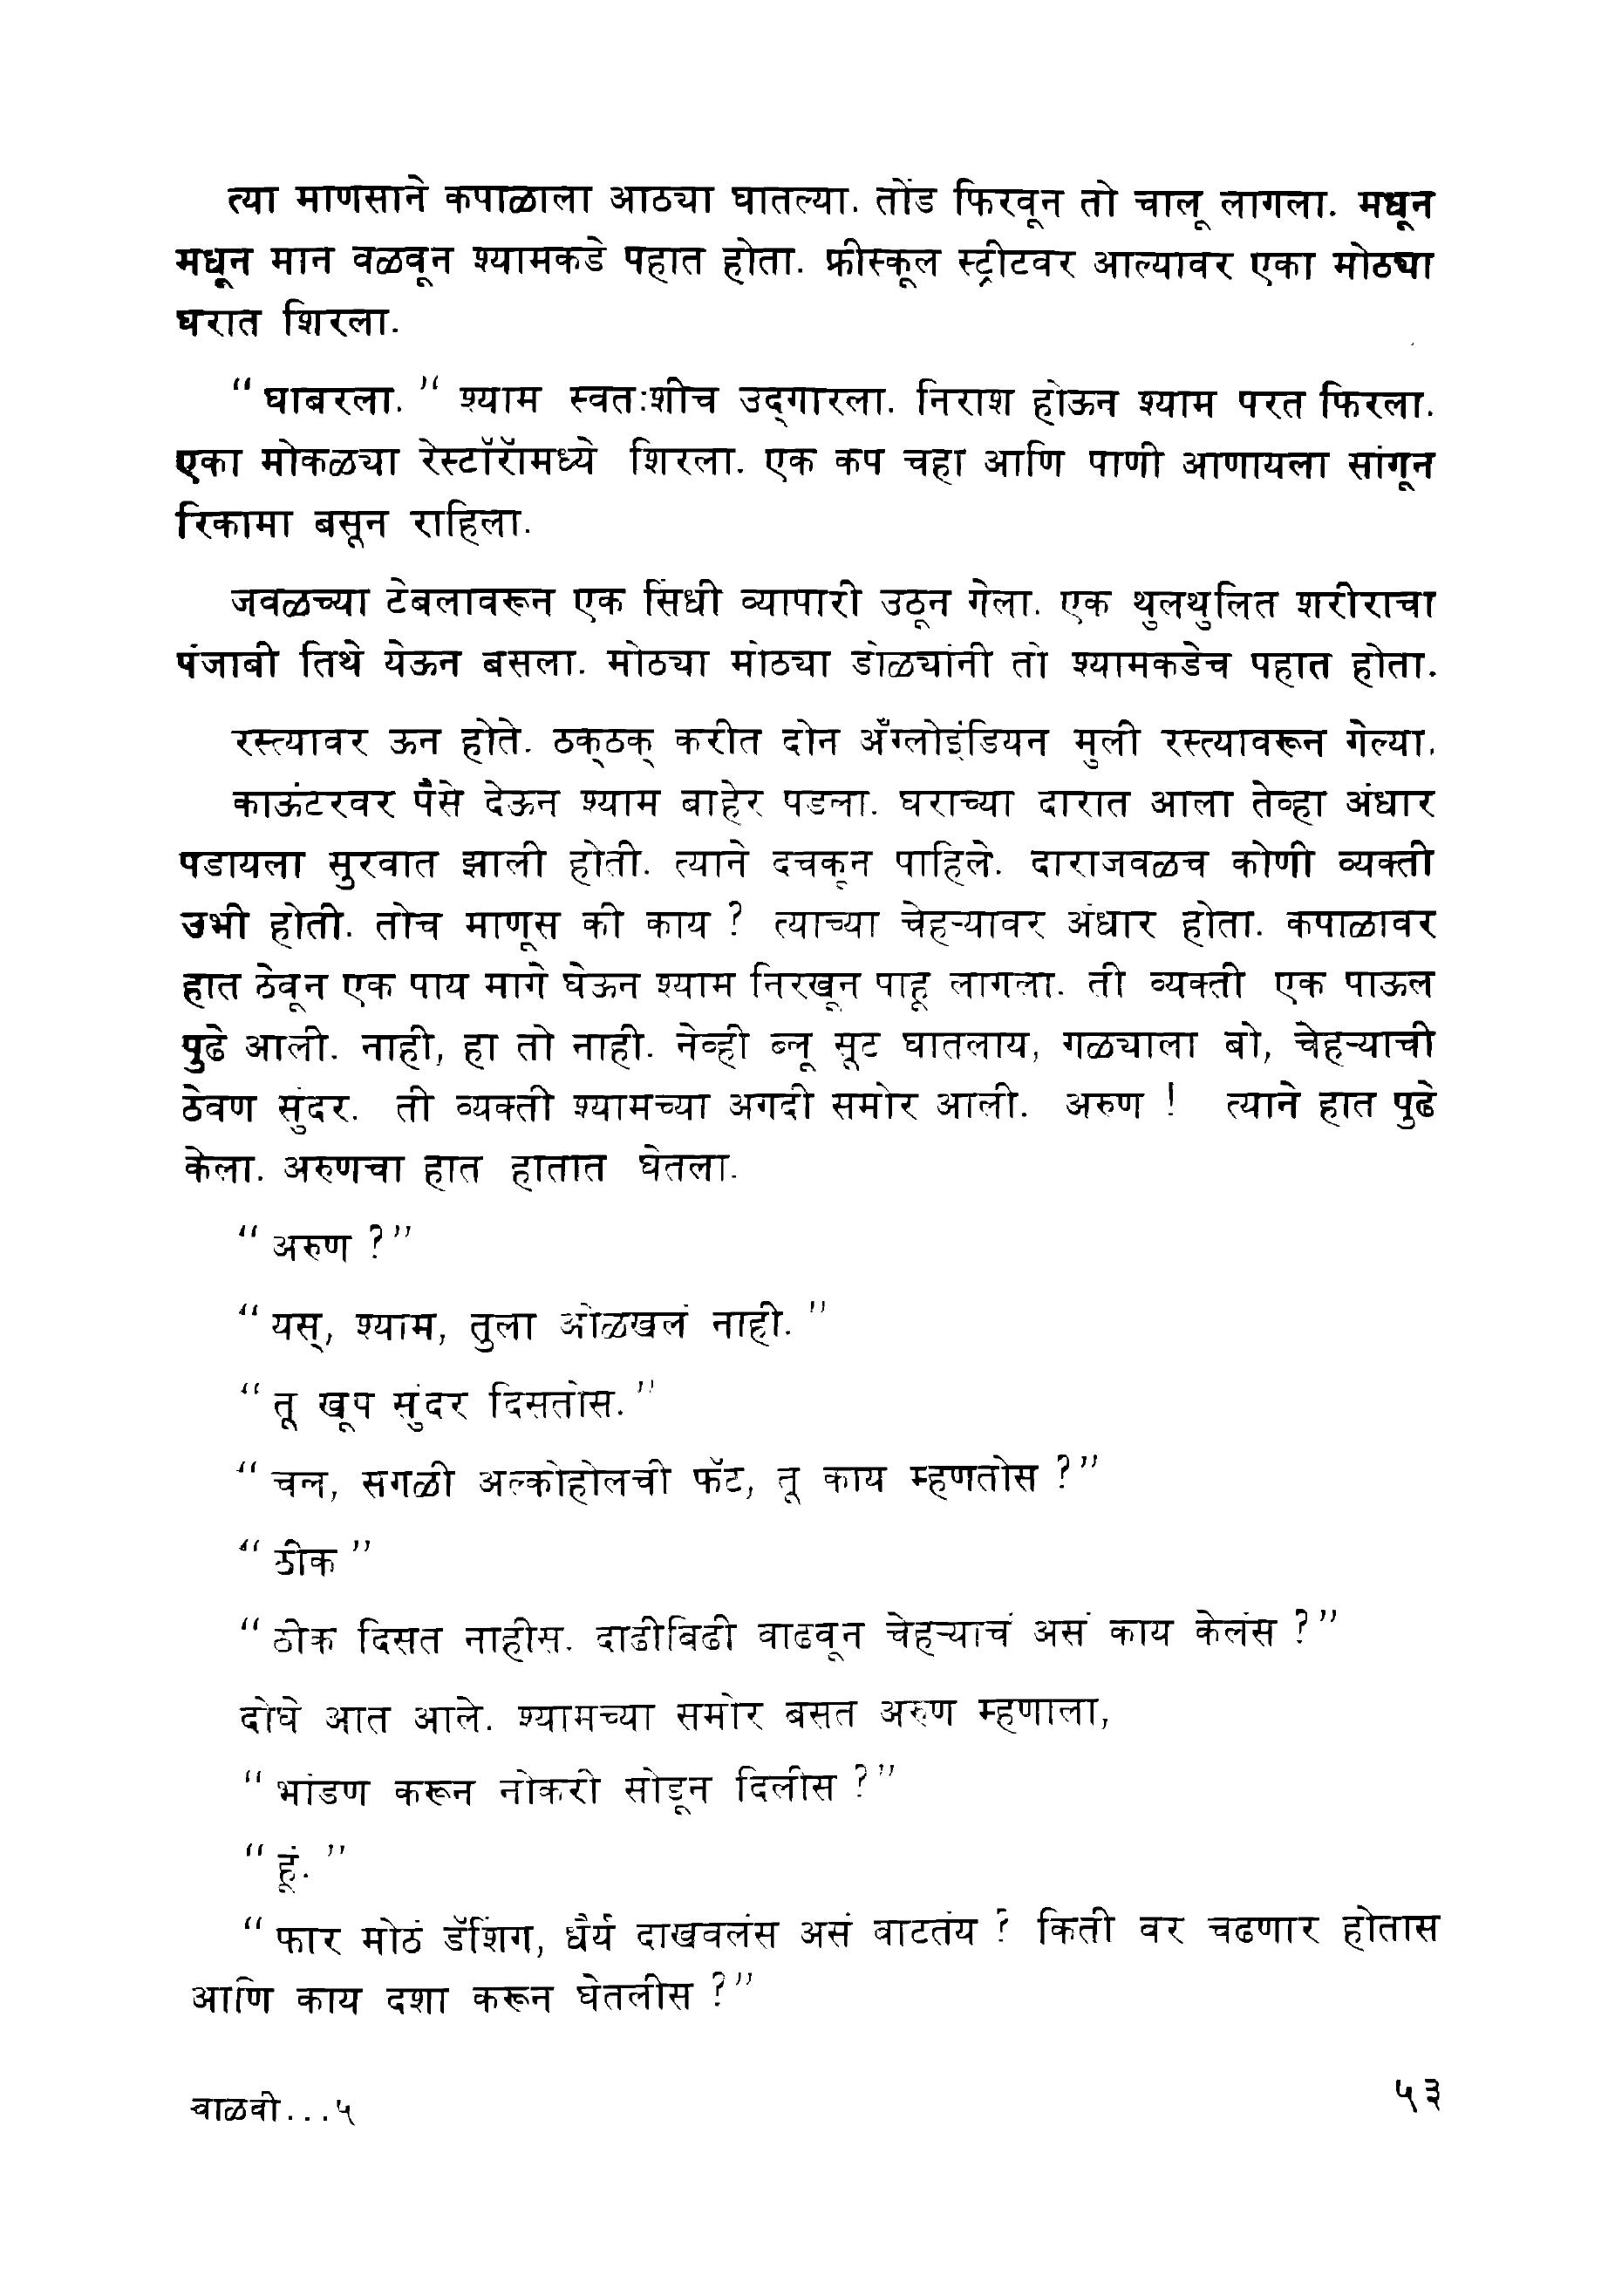 त्या माणसाने कपाळाला आठ्या घातल्या. तोंड फिरवून तो चालू लागला. मधून
मधून मान वळवून श्यामकडे पहात होता. फ्रीस्कूल स्ट्रीटवर आल्यावर एका मोठ्या
घरात शिरला.
“घाबरला.” श्याम स्वतःशीच उद्‌गारला. निराश होऊन श्याम परत फिरला.
एका मोकळ्या रेस्टॉरॅामध्ये शिरला. एक कप चहा आणि पाणी आणायला सांगून
रिकामा बसून राहिला.
जवळच्या टेबलावरून एक सिंधी व्यापारी उठून गेला. एक थुलथुलित शरीराचा
पंजाबी तिथे येऊन बसला. मोठ्या मोठ्या डोळ्यांनी तो श्यामकडेच पहात होता.
रस्त्यावर ऊन होते. ठक्‌ठक् करीत दोन अँग्लोइंडियन मुली रस्त्यावरून गेल्या.
काऊंटरवर पैसे देऊन श्याम बाहेर पडला. घराच्या दारात आला तेव्हा अंधार
पडायला सुरवात झाली होती. त्याने दचकून पाहिले. दाराजवळच कोणी व्यक्ती
उभी होती. तोच माणूस की काय ? त्याच्या चेहऱ्यावर अंधार होता. कपाळावर
हात ठेवून एक पाय मागे घेऊन श्याम निरखून पाहू लागला. ती व्यक्ती एक पाऊल
पुढे आली. नाही, हा तो नाही. नेव्ही ब्लू सूट घातलाय, गळ्याला बो, चेहऱ्याची
ठेवण सुंदर. ती व्यक्ती श्यामच्या अगदी समोर आली. अरुण ! त्याने हात पुढे
केला. अरुणचा हात हातात घेतला.
“अरुण ?”
“यस्, श्याम, तुला ओळखलं नाही.”
“तू खूप सुंदर दिसतोस.”
“चल, सगळी अल्कोहोलची फॅट, तू काय म्हणतोस ?”
“ठीक”
“ठीक दिसत नाहीस. दाढीबिढी वाढवून चेहऱ्याचं असं काय केलंस ?”
दोघे आत आले. श्यामच्या समोर बसत अरुण म्हणाला,
“भांडण करून नोकरी सोडून दिलीस ?”
“हूं.”
“फार मोठं डॅशिंग, धैर्य दाखवलंस असं वाटतंय ? किती वर चढणार होतास
आणि काय दशा करून घेतलीस ?”
वाळवी...५
५३